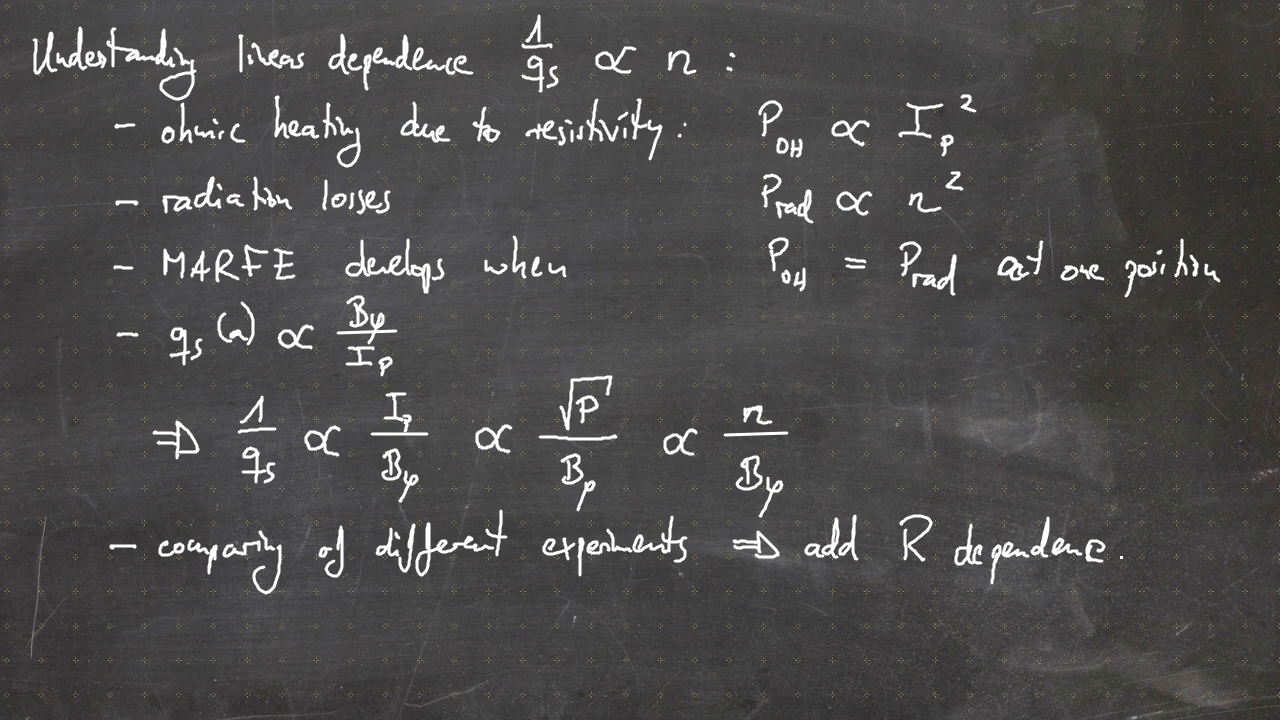 Understanding linear dependence 1/q_s ∝ n :
- ohmic heating due to resistivity: P_OH ∝ I_p^2
- radiation losses P_rad ∝ n^2
- MARFE develops when P_OH = P_rad at one position
- q_s(a) ∝ B_φ/I_p
⇒ 1/q_s ∝ I_p/B_φ ∝ √P/B_φ ∝ n/B_φ
- comparing of different experiments ⇒ add R dependence.